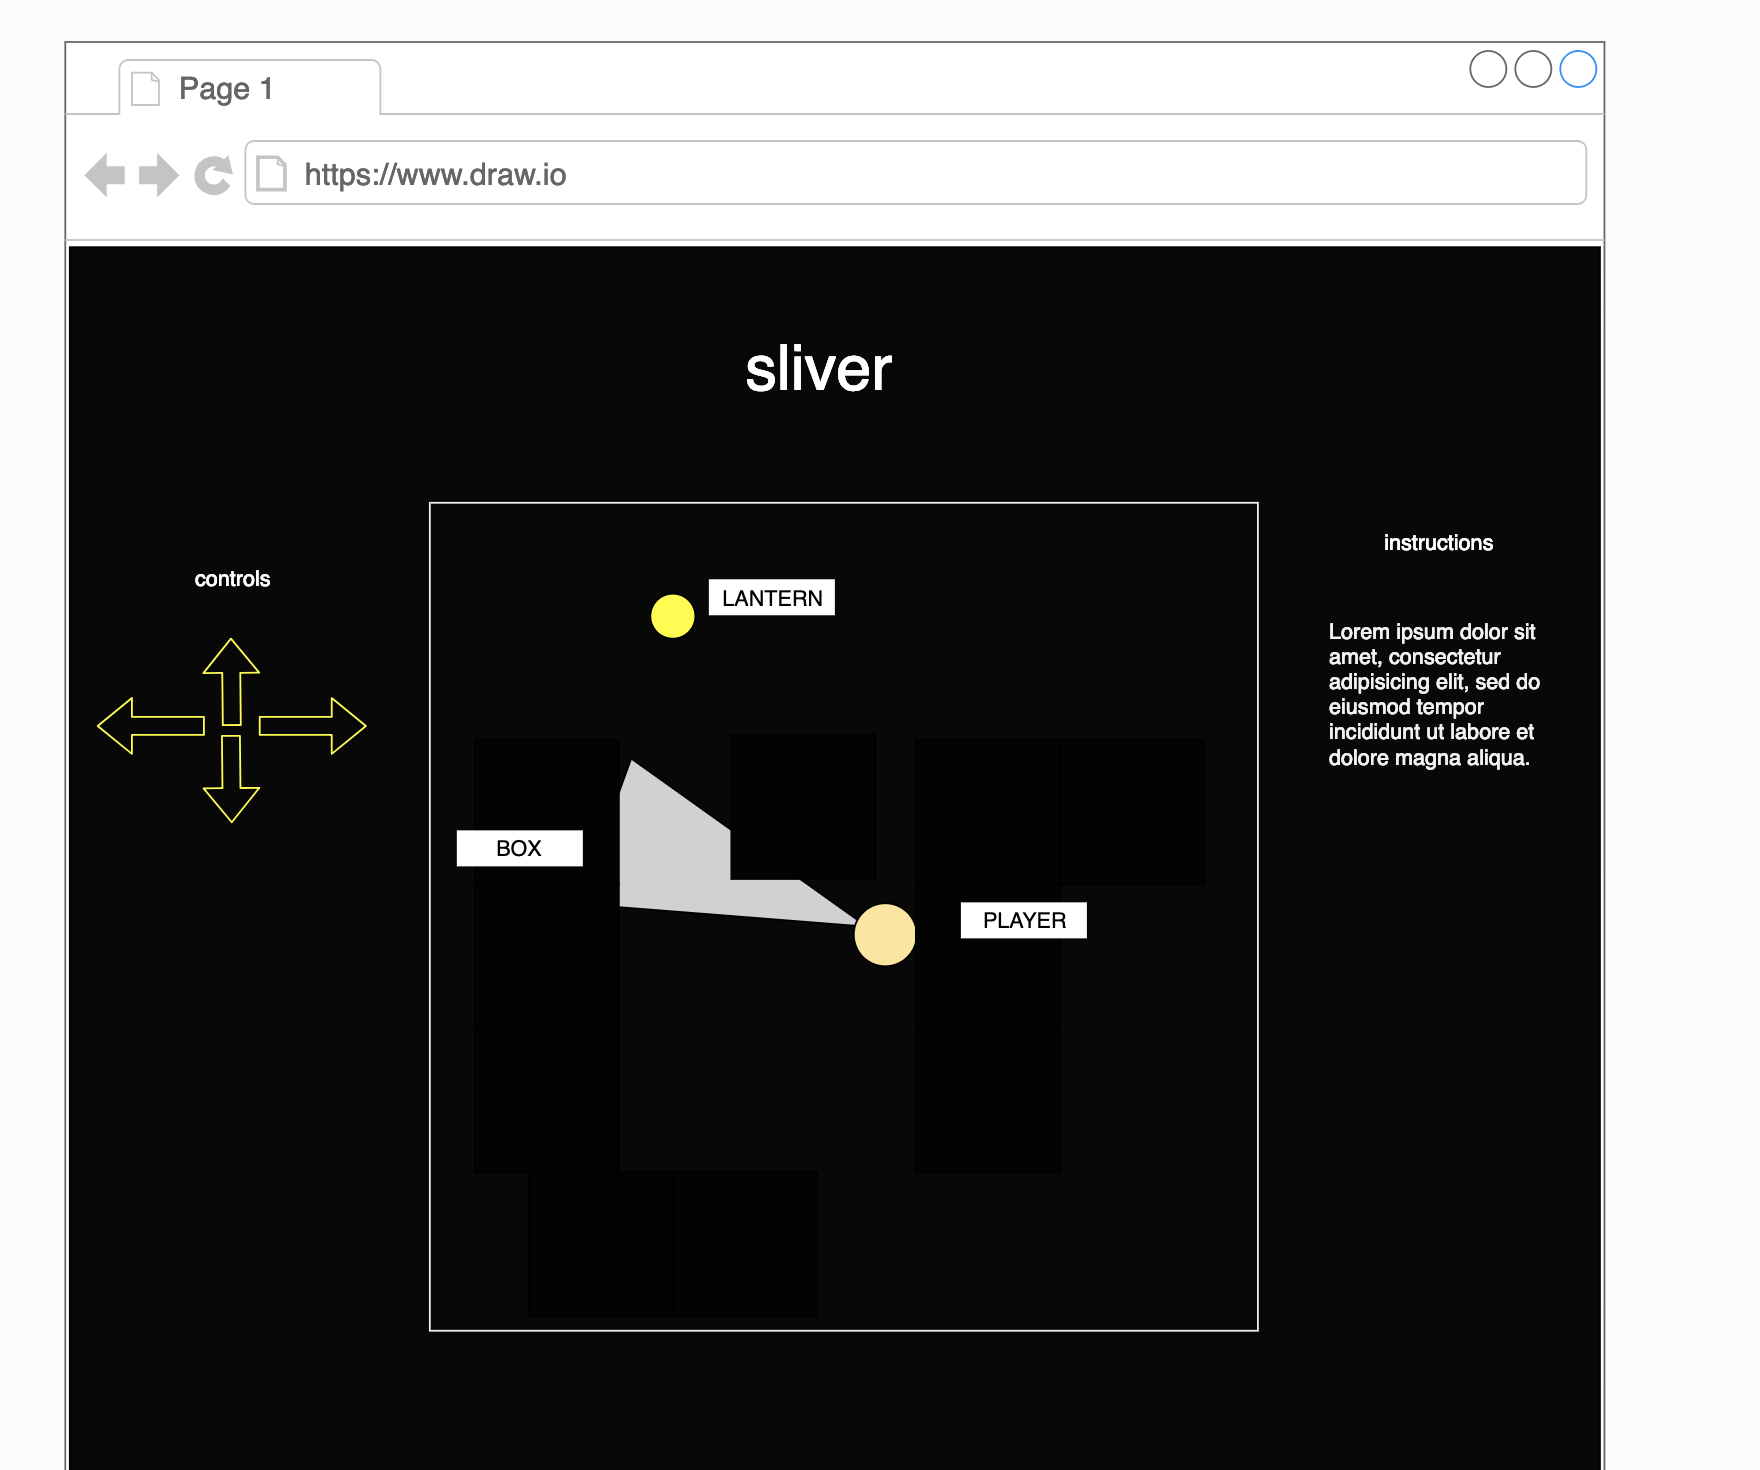 Page 1
https://www.draw.io
sliver
controls
LANTERN
BOX
PLAYER
instructions
Lorem ipsum dolor sit
amet, consectetur
adipisicing elit, sed do
eiusmod tempor
incididunt ut labore et
dolore magna aliqua.